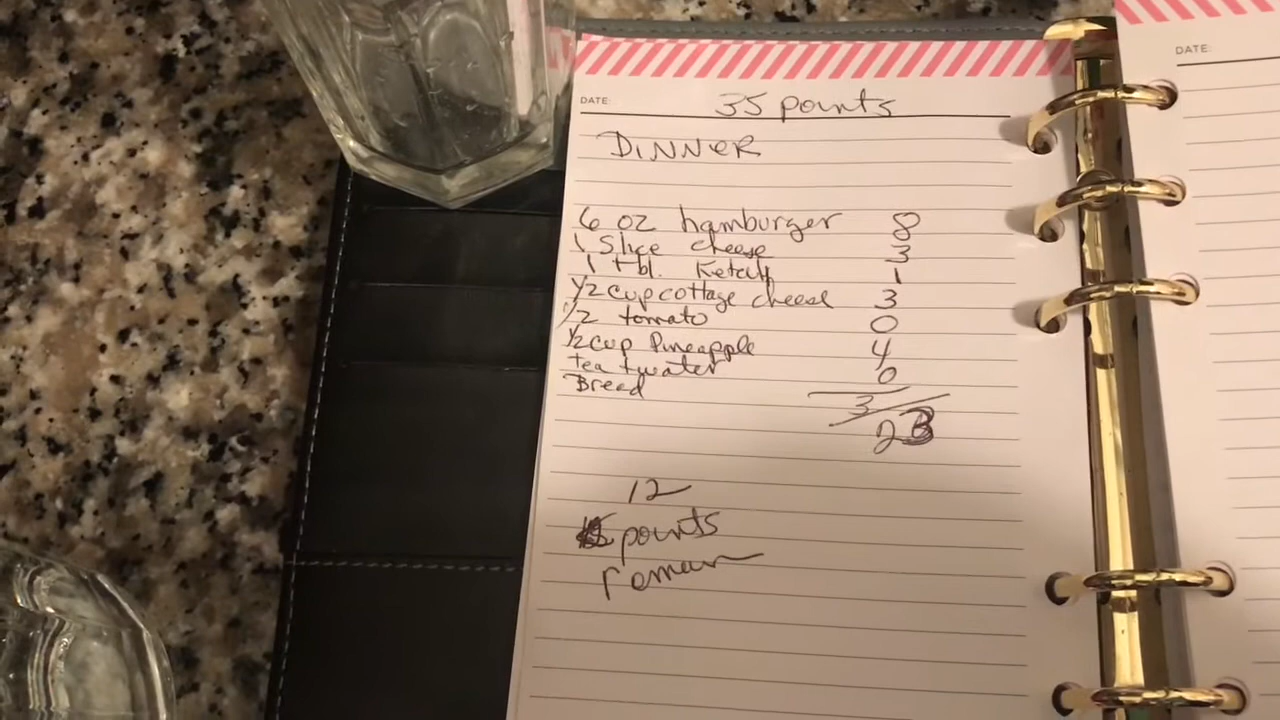 DATE: 35 points
DINNER
6 oz hamburger 8
1 Slice cheese 3
1 tbl. Ketchup 1
1/2 cup cottage cheese 3
1/2 tomato 0
1/2 cup Pineapple 4
tea + water 0
Bread
3
23
12
points
remain
DATE: